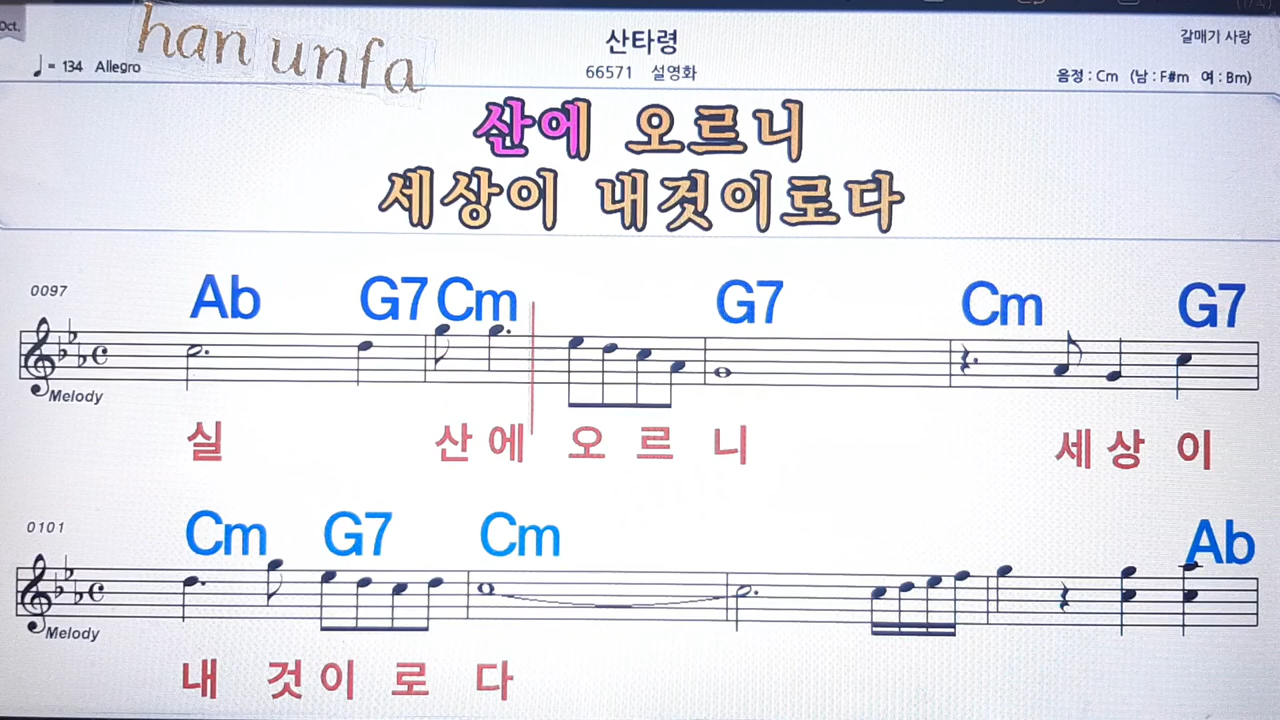 Oct.
han unfa
산타령
갈매기 사랑
♩ = 134 Allegro
66571 설영화
음정 : Cm (남 : F#m 여 : Bm)
산에 오르니
세상이 내것이로다
0097
Ab G7 Cm G7 Cm G7
Melody
실 산 에 오 르 니 세 상 이
0101
Cm G7 Cm Ab
Melody
내 것 이 로 다